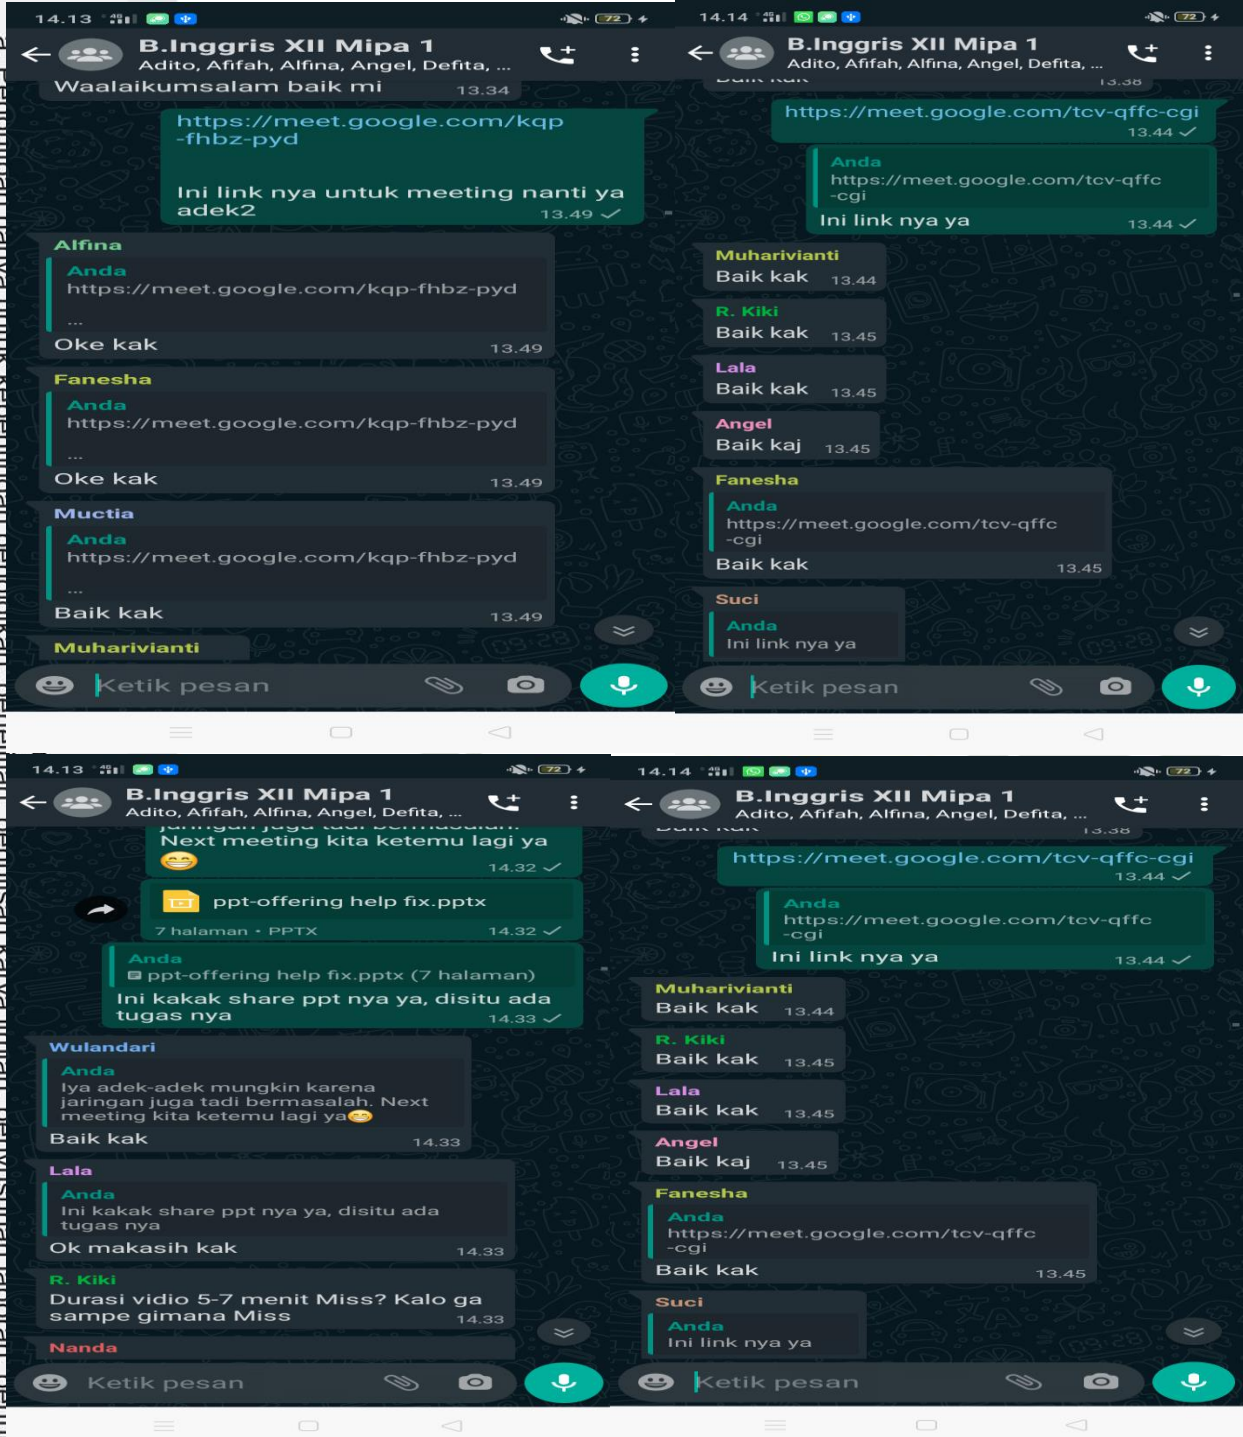 14.13
72
B.Inggris XII Mipa 1
Adito, Afifah, Alfina, Angel, Defita, ...
Waalaikumsalam baik mi 13.34
https://meet.google.com/kqp
-fhbz-pyd
Ini link nya untuk meeting nanti ya
adek2 13.49
Alfina
Anda
https://meet.google.com/kqp-fhbz-pyd
...
Oke kak 13.49
Fanesha
Anda
https://meet.google.com/kqp-fhbz-pyd
...
Oke kak 13.49
Muctia
Anda
https://meet.google.com/kqp-fhbz-pyd
...
Baik kak 13.49
Muharivianti
Ketik pesan
14.14
72
B.Inggris XII Mipa 1
Adito, Afifah, Alfina, Angel, Defita, ...
Baik kak 13.38
https://meet.google.com/tcv-qffc-cgi
13.44
Anda
https://meet.google.com/tcv-qffc
-cgi
Ini link nya ya 13.44
Muharivianti
Baik kak 13.44
R. Kiki
Baik kak 13.45
Lala
Baik kak 13.45
Angel
Baik kaj 13.45
Fanesha
Anda
https://meet.google.com/tcv-qffc
-cgi
Baik kak 13.45
Suci
Anda
Ini link nya ya
Ketik pesan
14.13
72
B.Inggris XII Mipa 1
Adito, Afifah, Alfina, Angel, Defita, ...
jaringan juga tadi bermasalah.
Next meeting kita ketemu lagi ya
😁 14.32
ppt-offering help fix.pptx
7 halaman • PPTX 14.32
Anda
ppt-offering help fix.pptx (7 halaman)
Ini kakak share ppt nya ya, disitu ada
tugas nya 14.33
Wulandari
Anda
Iya adek-adek mungkin karena
jaringan juga tadi bermasalah. Next
meeting kita ketemu lagi ya😁
Baik kak 14.33
Lala
Anda
Ini kakak share ppt nya ya, disitu ada
tugas nya
Ok makasih kak 14.33
R. Kiki
Durasi vidio 5-7 menit Miss? Kalo ga
sampe gimana Miss 14.33
Nanda
Ketik pesan
14.14
72
B.Inggris XII Mipa 1
Adito, Afifah, Alfina, Angel, Defita, ...
Baik kak 13.38
https://meet.google.com/tcv-qffc-cgi
13.44
Anda
https://meet.google.com/tcv-qffc
-cgi
Ini link nya ya 13.44
Muharivianti
Baik kak 13.44
R. Kiki
Baik kak 13.45
Lala
Baik kak 13.45
Angel
Baik kaj 13.45
Fanesha
Anda
https://meet.google.com/tcv-qffc
-cgi
Baik kak 13.45
Suci
Anda
Ini link nya ya
Ketik pesan